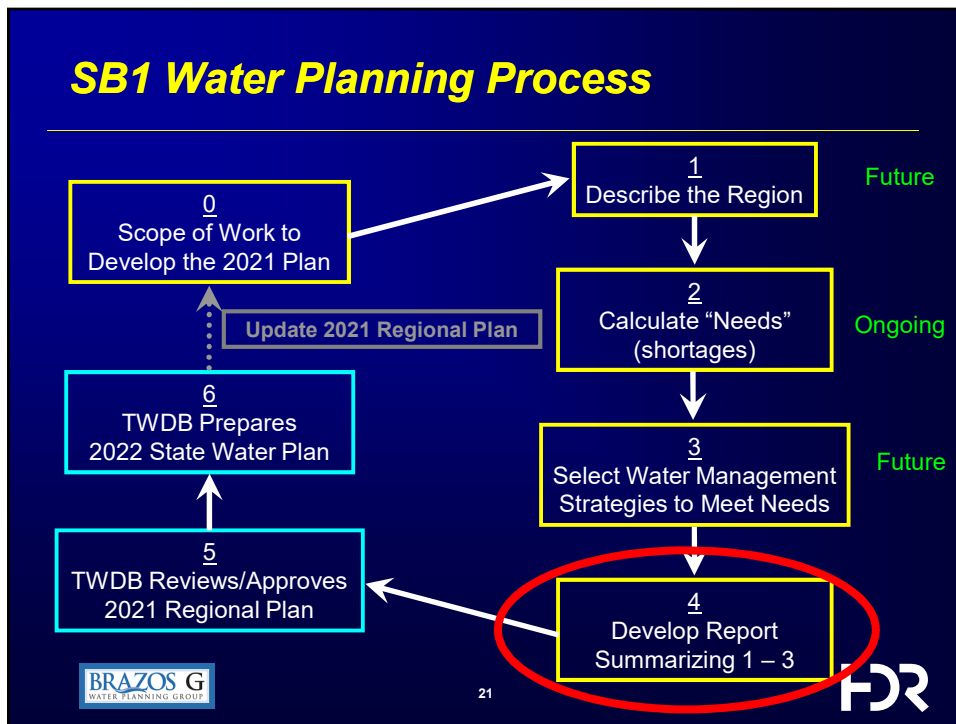 SB1 Water Planning Process
0
Scope of Work to
Develop the 2021 Plan
1
Describe the Region
Future
2
Calculate “Needs”
(shortages)
Ongoing
Update 2021 Regional Plan
3
Select Water Management
Strategies to Meet Needs
Future
6
TWDB Prepares
2022 State Water Plan
5
TWDB Reviews/Approves
2021 Regional Plan
4
Develop Report
Summarizing 1 – 3
BRAZOS G
WATER PLANNING GROUP
21
HDR